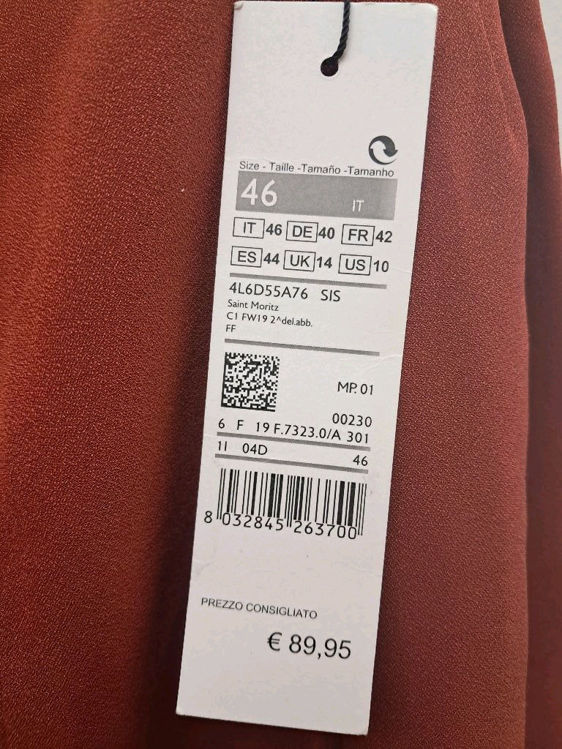 Size - Taille -Tamaño -Tamanho
46 IT
IT 46 DE 40 FR 42
ES 44 UK 14 US 10
4L6D55A76 SIS
Saint Moritz
C1 FW19 2^del.abb.
FF
MP. 01
00230
6 F 19 F.7323.0/A 301
1I 04D 46
8 032845 263700
PREZZO CONSIGLIATO
€ 89,95